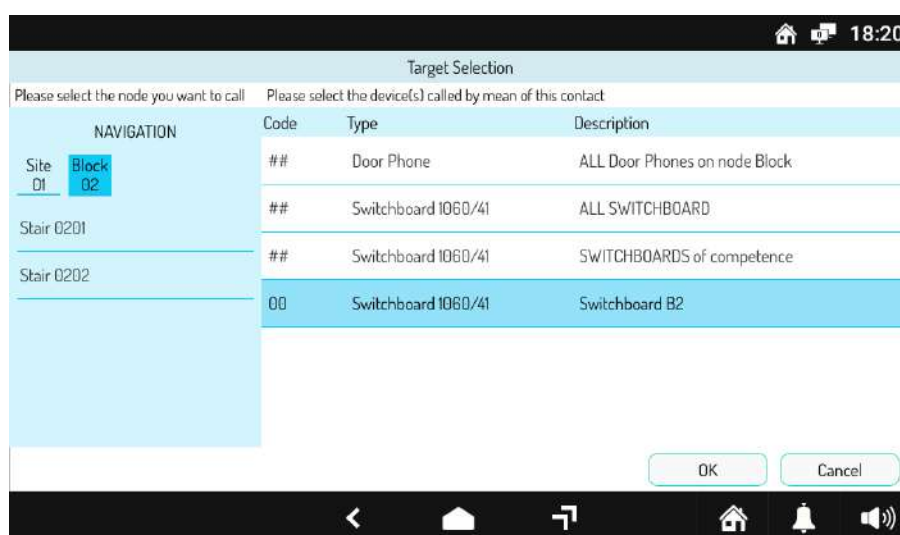 18:20
Target Selection
Please select the node you want to call
Please select the device(s) called by mean of this contact
NAVIGATION
Site 01
Block 02
Stair 0201
Stair 0202
Code Type Description
## Door Phone ALL Door Phones on node Block
## Switchboard 1060/41 ALL SWITCHBOARD
## Switchboard 1060/41 SWITCHBOARDS of competence
00 Switchboard 1060/41 Switchboard B2
OK Cancel